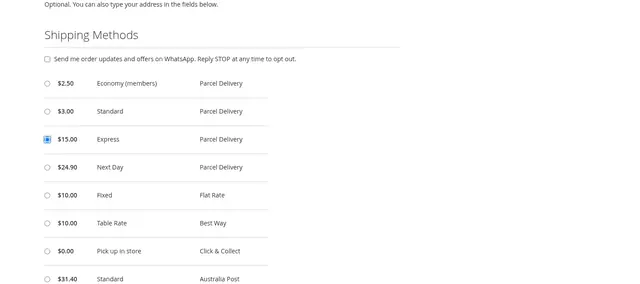 Optional. You can also type your address in the fields below.
Shipping Methods
Send me order updates and offers on WhatsApp. Reply STOP at any time to opt out.
$2.50 Economy (members) Parcel Delivery
$3.00 Standard Parcel Delivery
$15.00 Express Parcel Delivery
$24.90 Next Day Parcel Delivery
$10.00 Fixed Flat Rate
$10.00 Table Rate Best Way
$0.00 Pick up in store Click & Collect
$31.40 Standard Australia Post